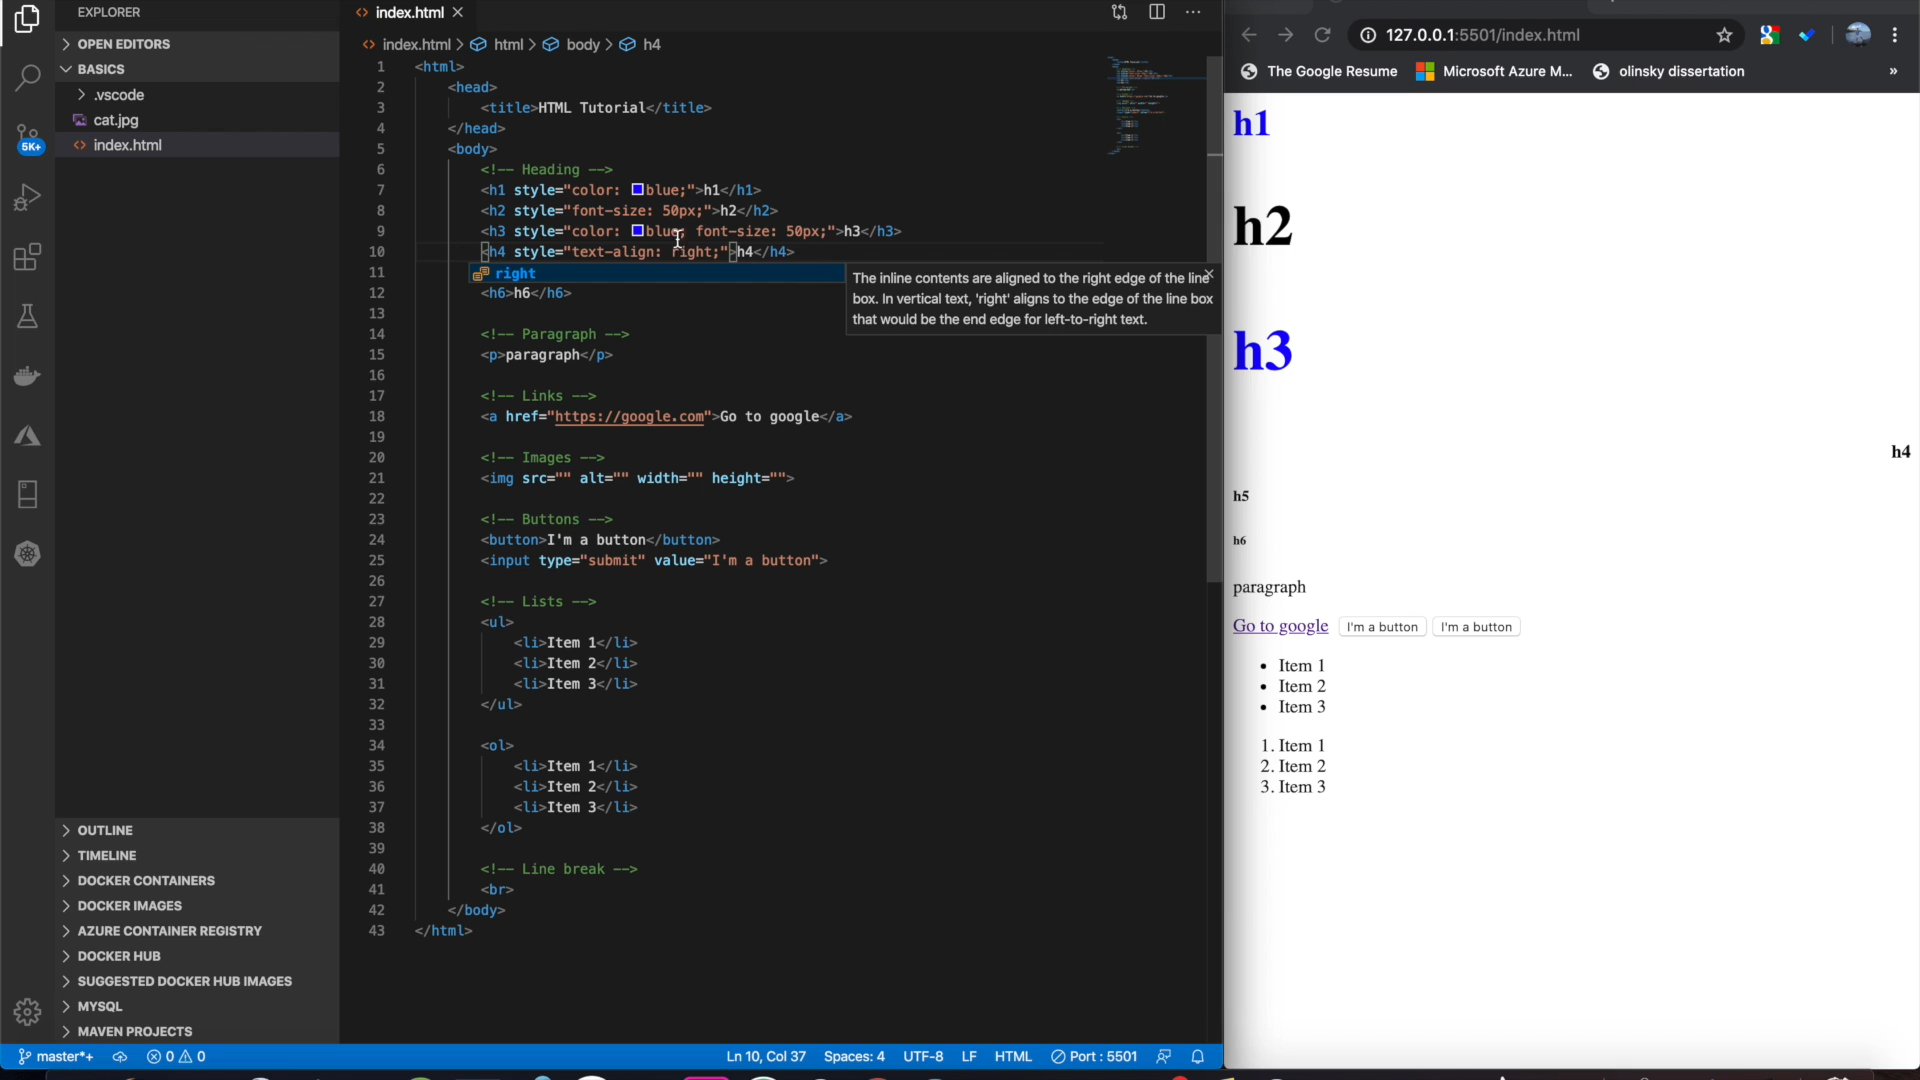 EXPLORER
OPEN EDITORS
BASICS
.vscode
cat.jpg
index.html
5K+
OUTLINE
TIMELINE
DOCKER CONTAINERS
DOCKER IMAGES
AZURE CONTAINER REGISTRY
DOCKER HUB
SUGGESTED DOCKER HUB IMAGES
MYSQL
MAVEN PROJECTS
index.html
index.html > html > body > h4
1 <html>
2 <head>
3 <title>HTML Tutorial</title>
4 </head>
5 <body>
6 <!-- Heading -->
7 <h1 style="color: blue;">h1</h1>
8 <h2 style="font-size: 50px;">h2</h2>
9 <h3 style="color: blue; font-size: 50px;">h3</h3>
10 <h4 style="text-align: right;">h4</h4>
11 right
The inline contents are aligned to the right edge of the line
box. In vertical text, 'right' aligns to the edge of the line box
that would be the end edge for left-to-right text.
12 <h6>h6</h6>
13
14 <!-- Paragraph -->
15 <p>paragraph</p>
16
17 <!-- Links -->
18 <a href="https://google.com">Go to google</a>
19
20 <!-- Images -->
21 <img src="" alt="" width="" height="">
22
23 <!-- Buttons -->
24 <button>I'm a button</button>
25 <input type="submit" value="I'm a button">
26
27 <!-- Lists -->
28 <ul>
29 <li>Item 1</li>
30 <li>Item 2</li>
31 <li>Item 3</li>
32 </ul>
33
34 <ol>
35 <li>Item 1</li>
36 <li>Item 2</li>
37 <li>Item 3</li>
38 </ol>
39
40 <!-- Line break -->
41 <br>
42 </body>
43 </html>
master*+ 0 0 Ln 10, Col 37 Spaces: 4 UTF-8 LF HTML Port : 5501
127.0.0.1:5501/index.html
The Google Resume Microsoft Azure M... olinsky dissertation »
h1
h2
h3
h4
h5
h6
paragraph
Go to google I'm a button I'm a button
• Item 1
• Item 2
• Item 3
1. Item 1
2. Item 2
3. Item 3